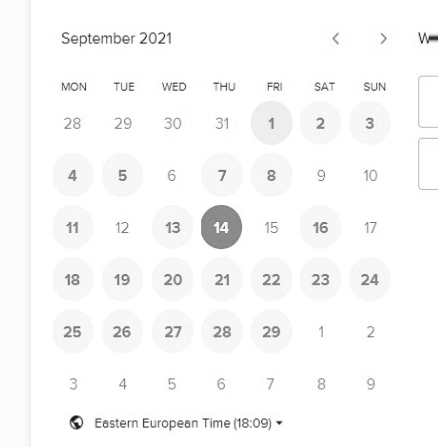 September 2021
MON TUE WED THU FRI SAT SUN
28 29 30 31 1 2 3
4 5 6 7 8 9 10
11 12 13 14 15 16 17
18 19 20 21 22 23 24
25 26 27 28 29 1 2
3 4 5 6 7 8 9
Eastern European Time (18:09)